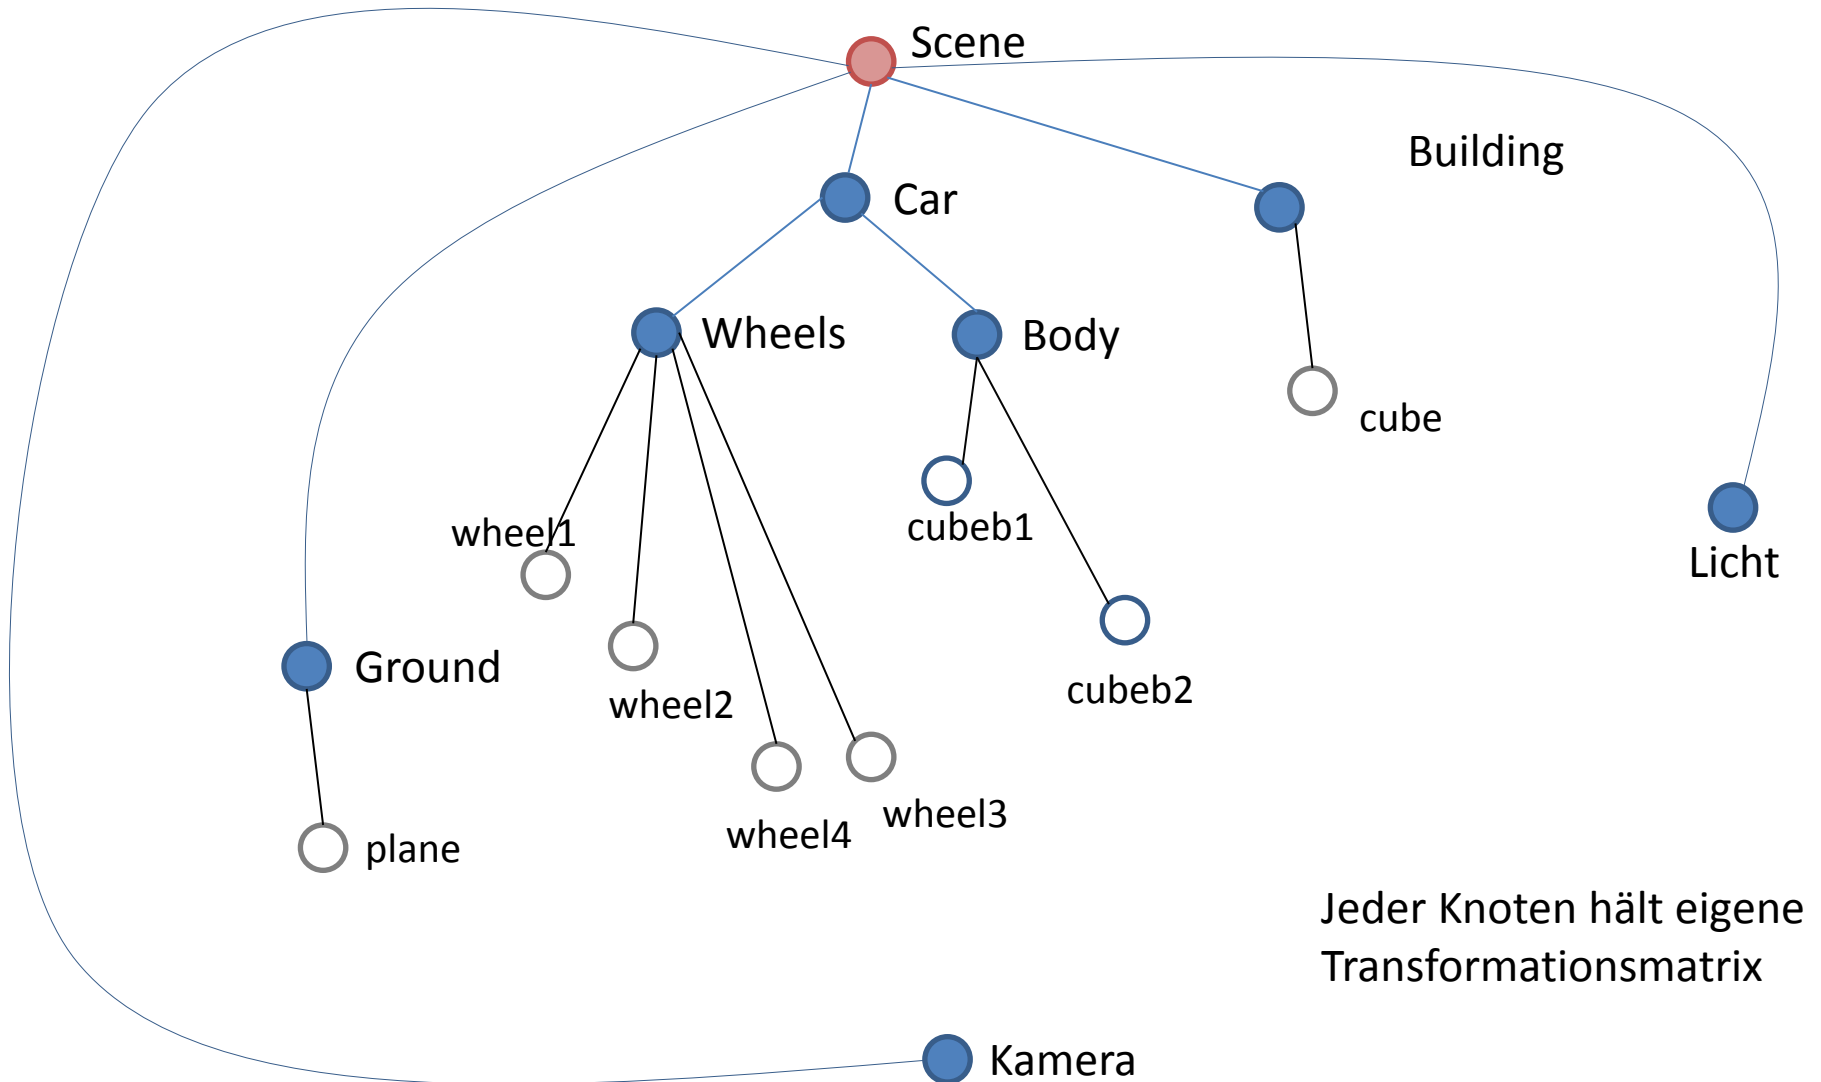 Scene
Building
Car
Wheels
Body
cube
wheel1
cubeb1
Licht
Ground
wheel2
cubeb2
wheel4
wheel3
plane
Jeder Knoten hält eigene
Transformationsmatrix
Kamera